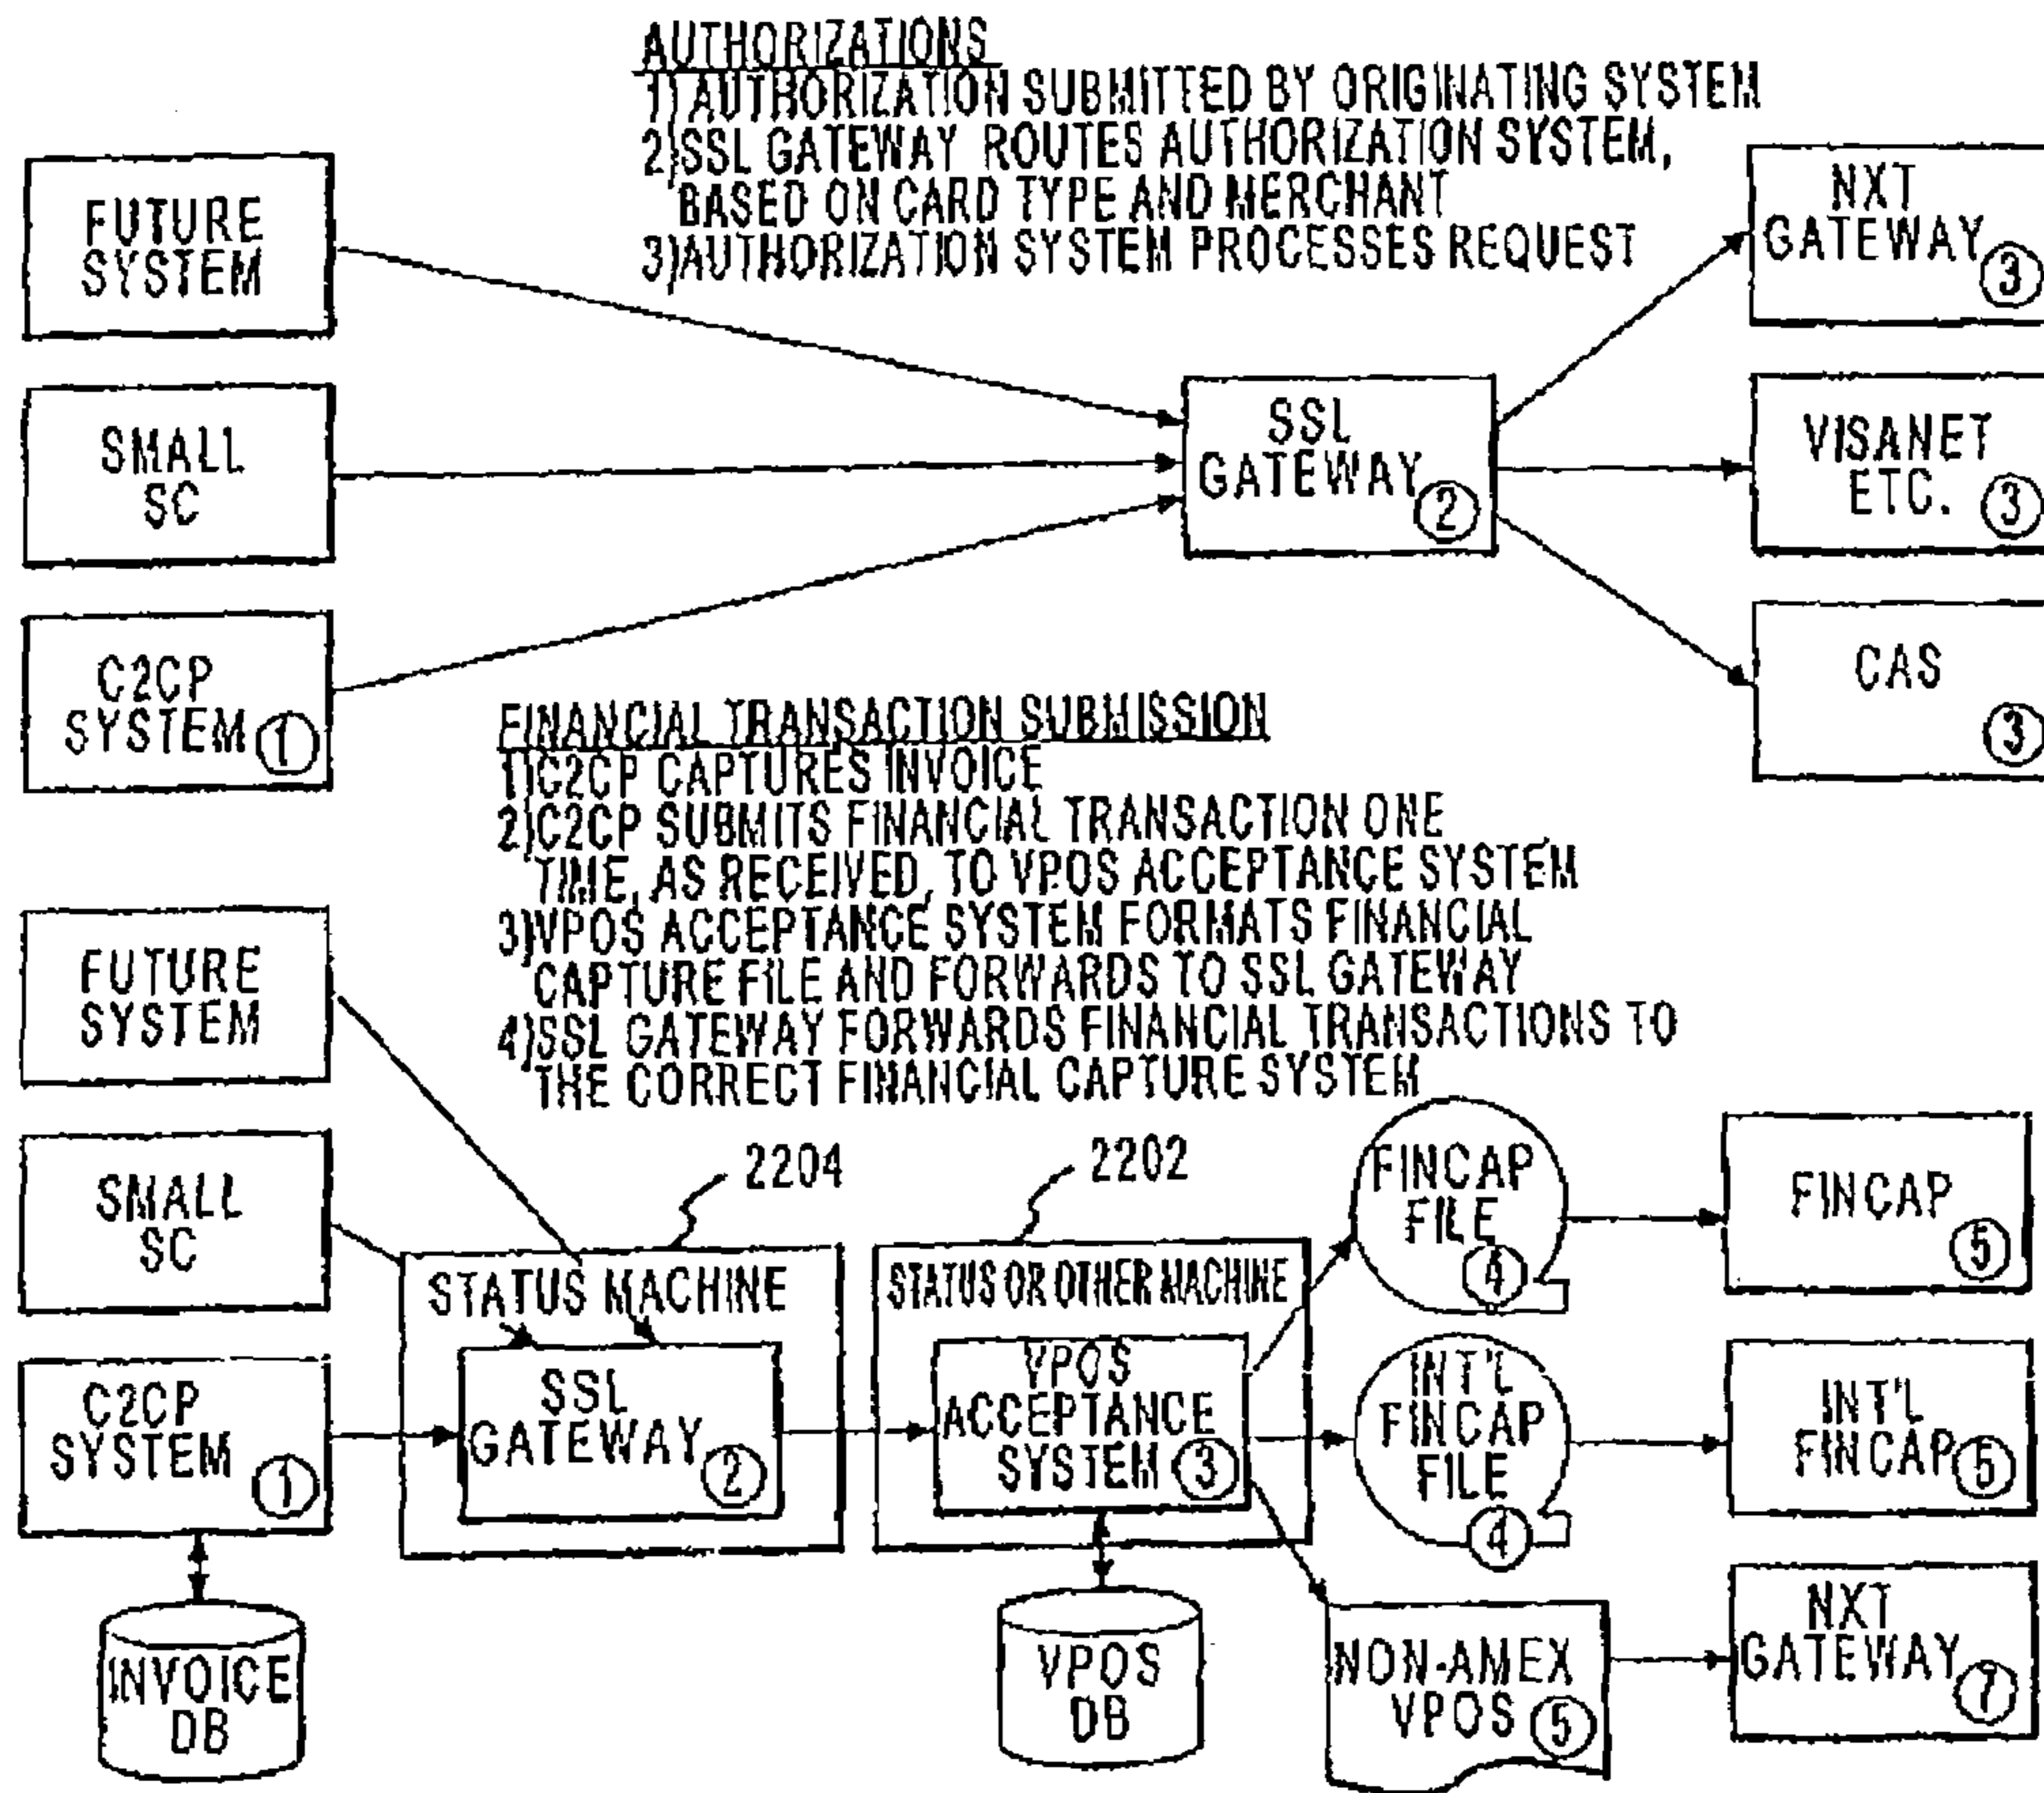 AUTHORIZATIONS
1) AUTHORIZATION SUBMITTED BY ORIGINATING SYSTEM
2) SSL GATEWAY ROUTES AUTHORIZATION SYSTEM,
BASED ON CARD TYPE AND MERCHANT
3) AUTHORIZATION SYSTEM PROCESSES REQUEST
FUTURE
SYSTEM
SMALL
SC
C2CP
SYSTEM 1
SSL
GATEWAY 2
NXT
GATEWAY 3
VISANET
ETC. 3
CAS
3
FINANCIAL TRANSACTION SUBMISSION
1) C2CP CAPTURES INVOICE
2) C2CP SUBMITS FINANCIAL TRANSACTION ONE
TIME, AS RECEIVED, TO VPOS ACCEPTANCE SYSTEM
3) VPOS ACCEPTANCE SYSTEM FORMATS FINANCIAL
CAPTURE FILE AND FORWARDS TO SSL GATEWAY
4) SSL GATEWAY FORWARDS FINANCIAL TRANSACTIONS TO
THE CORRECT FINANCIAL CAPTURE SYSTEM
FUTURE
SYSTEM
SMALL
SC
C2CP
SYSTEM 1
INVOICE
DB
2204
STATUS MACHINE
SSL
GATEWAY 2
2202
STATUS OR OTHER MACHINE
VPOS
ACCEPTANCE
SYSTEM 3
VPOS
DB
FINCAP
FILE
4
INT'L
FINCAP
FILE
4
NON-AMEX
VPOS 5
FINCAP
5
INT'L
FINCAP
NXT
GATEWAY 7